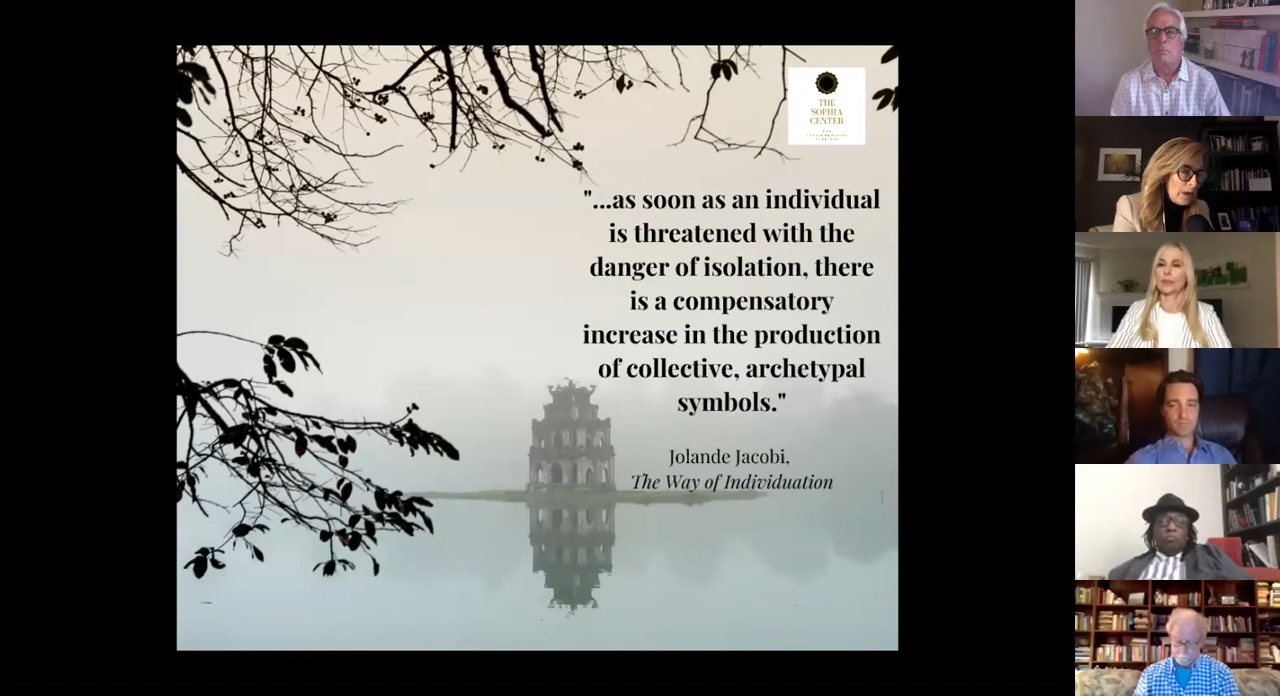 THE
SOPHIA
CENTER
"...as soon as an individual
is threatened with the
danger of isolation, there
is a compensatory
increase in the production
of collective, archetypal
symbols."
Jolande Jacobi,
The Way of Individuation